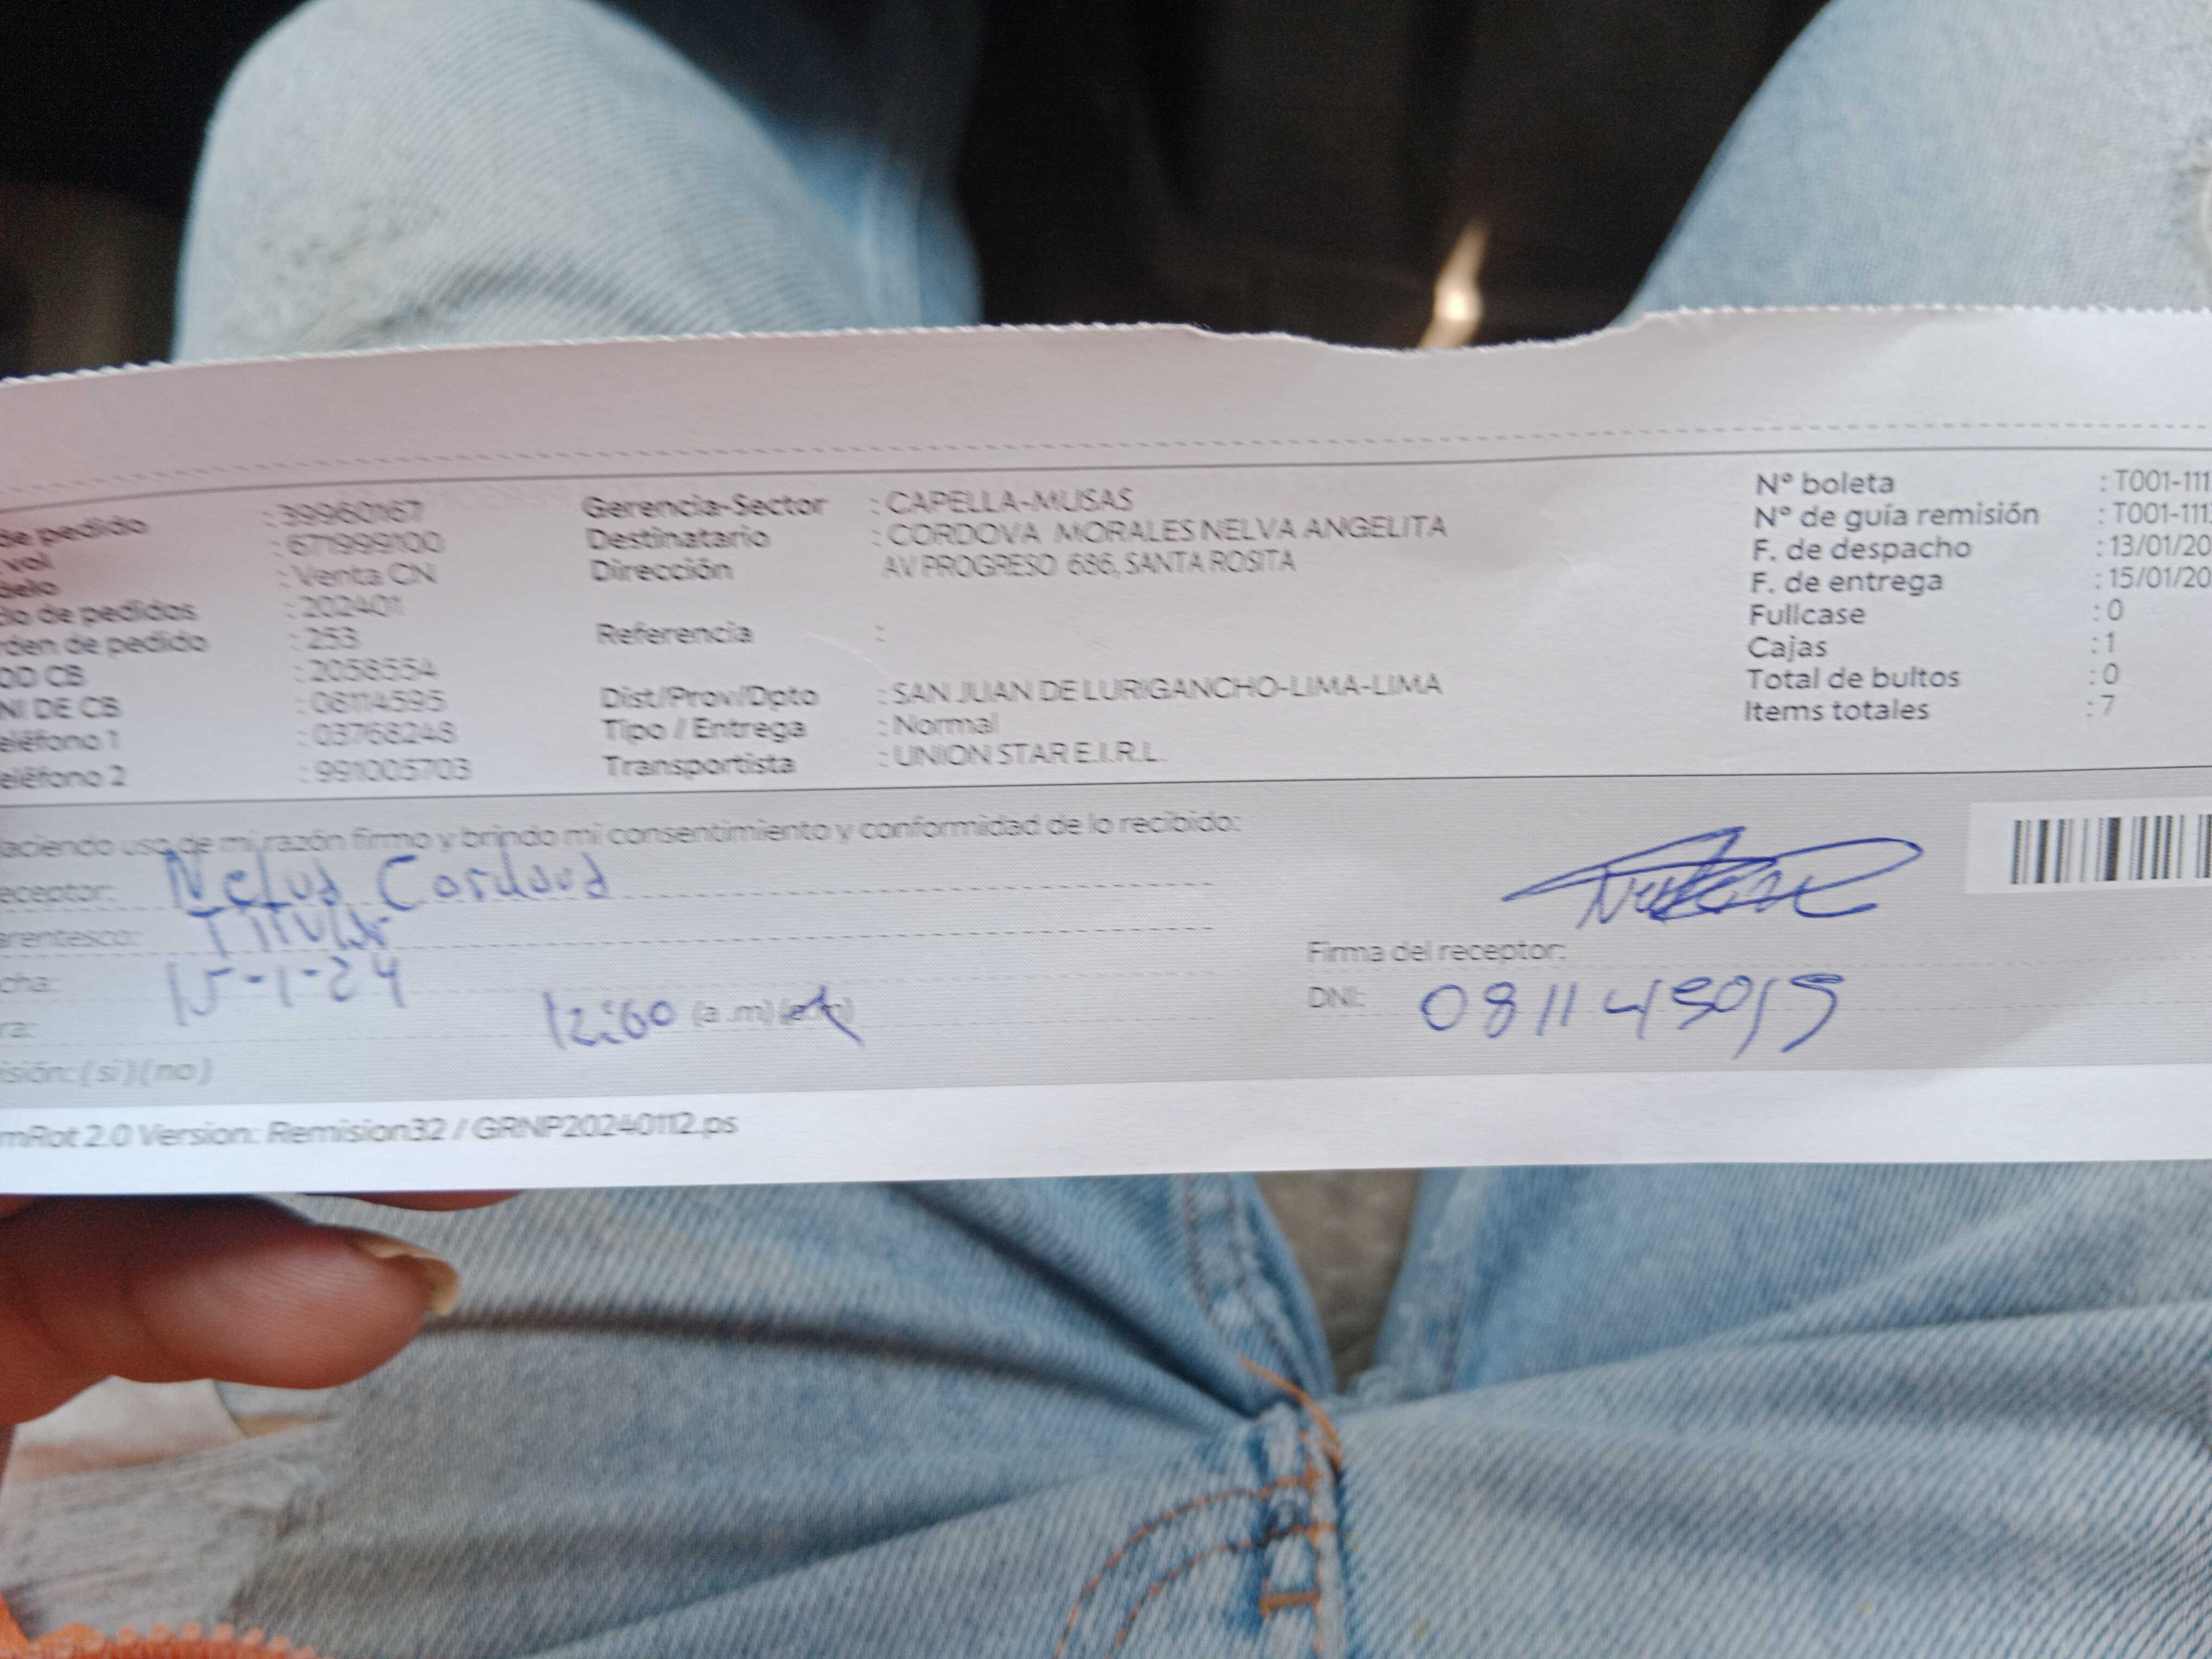 de pedido : 39960167
vol : 671999100
delo : Venta CN
io de pedidos : 202401
rden de pedido : 253
OD CB : 2058554
NI DE CB : 08114595
eléfono 1 : 03768248
eléfono 2 : 991005703
Gerencia-Sector : CAPELLA-MUSAS
Destinatario : CORDOVA MORALES NELVA ANGELITA
Dirección AV PROGRESO 686, SANTA ROSITA
Referencia :
Dist/Prov/Dpto : SAN JUAN DE LURIGANCHO-LIMA-LIMA
Tipo / Entrega : Normal
Transportista : UNION STAR E.I.R.L.
N° boleta : T001-111
N° de guía remisión : T001-111
F. de despacho : 13/01/20
F. de entrega : 15/01/20
Fullcase : 0
Cajas : 1
Total de bultos : 0
Items totales : 7
aciendo uso de mi razón firmo y brindo mi consentimiento y conformidad de lo recibido:
eceptor: Nelva Cordova
arentesco: Titular
cha: 15-1-24
ra: (a .m)
isión: ( si ) ( no )
Firma del receptor:
DNI:
mRot 2.0 Version: Remision32 / GRNP20240112.ps